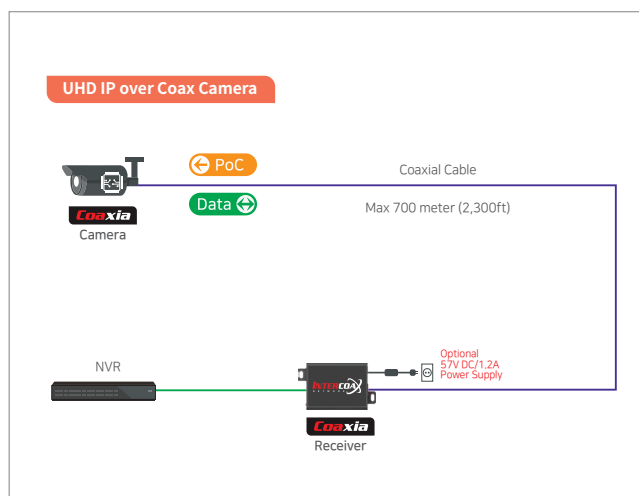 UHD IP over Coax Camera
PoC
Coaxial Cable
Data
Max 700 meter (2,300ft)
Coaxia
Camera
Optional
57V DC/1.2A
Power Supply
NVR
INTERCOAX
NETWORK
Coaxia
Receiver